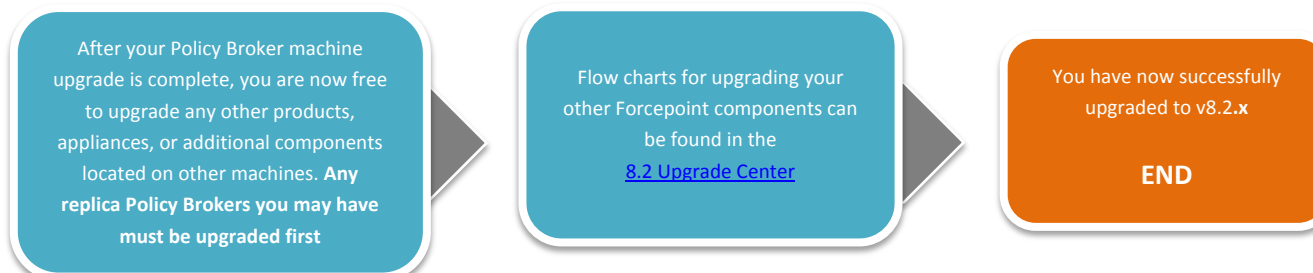 After your Policy Broker machine
upgrade is complete, you are now free
to upgrade any other products,
appliances, or additional components
located on other machines. Any
replica Policy Brokers you may have
must be upgraded first
Flow charts for upgrading your
other Forcepoint components can
be found in the
8.2 Upgrade Center
You have now successfully
upgraded to v8.2.x
END